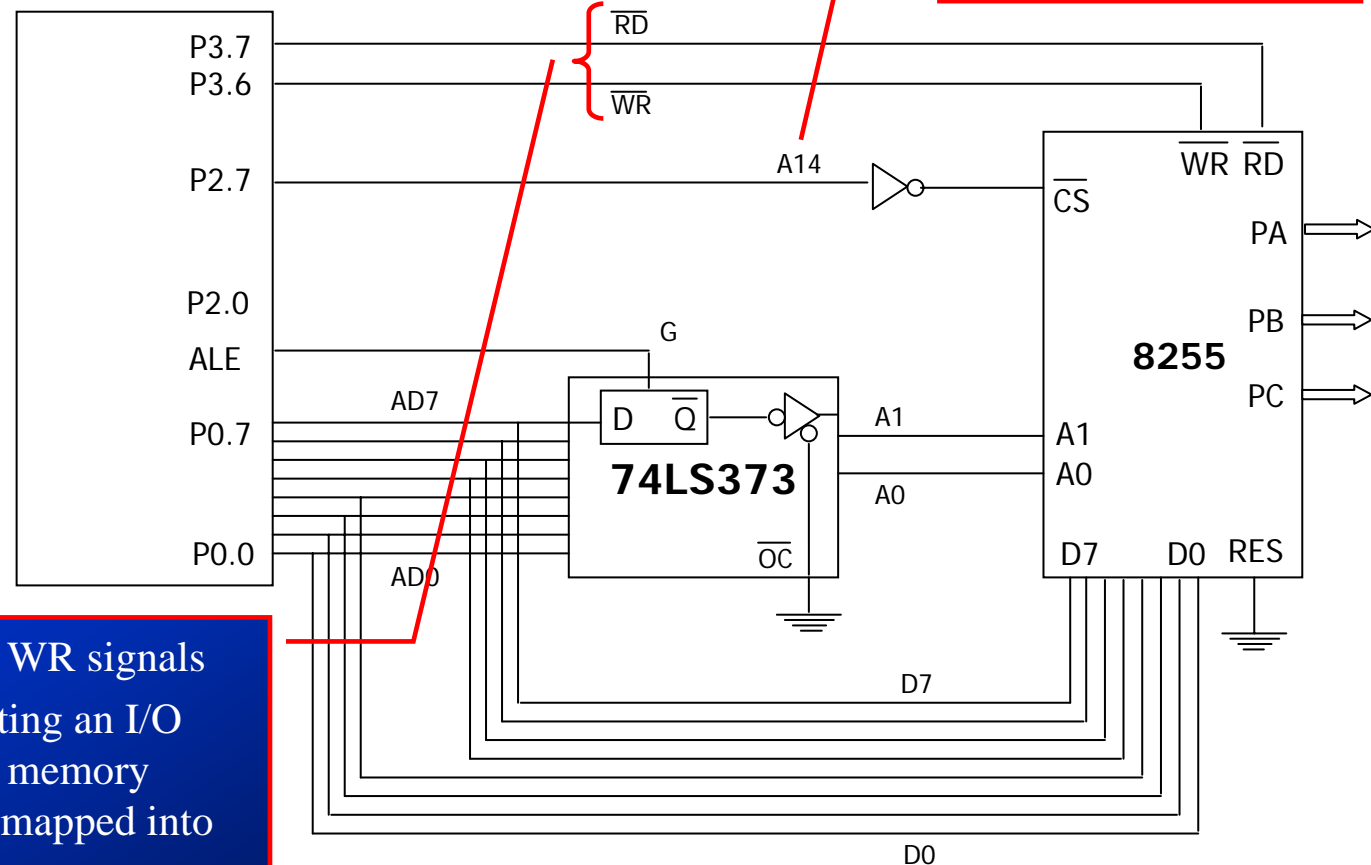 RD
P3.7
P3.6
WR
WR RD
A14
P2.7
CS
PA
P2.0
PB
G
ALE
8255
PC
AD7
D Q
A1
A1
P0.7
74LS373
A0
A0
P0.0
OC
D7 D0 RES
AD0
WR signals
ting an I/O
memory
mapped into
D7
D0